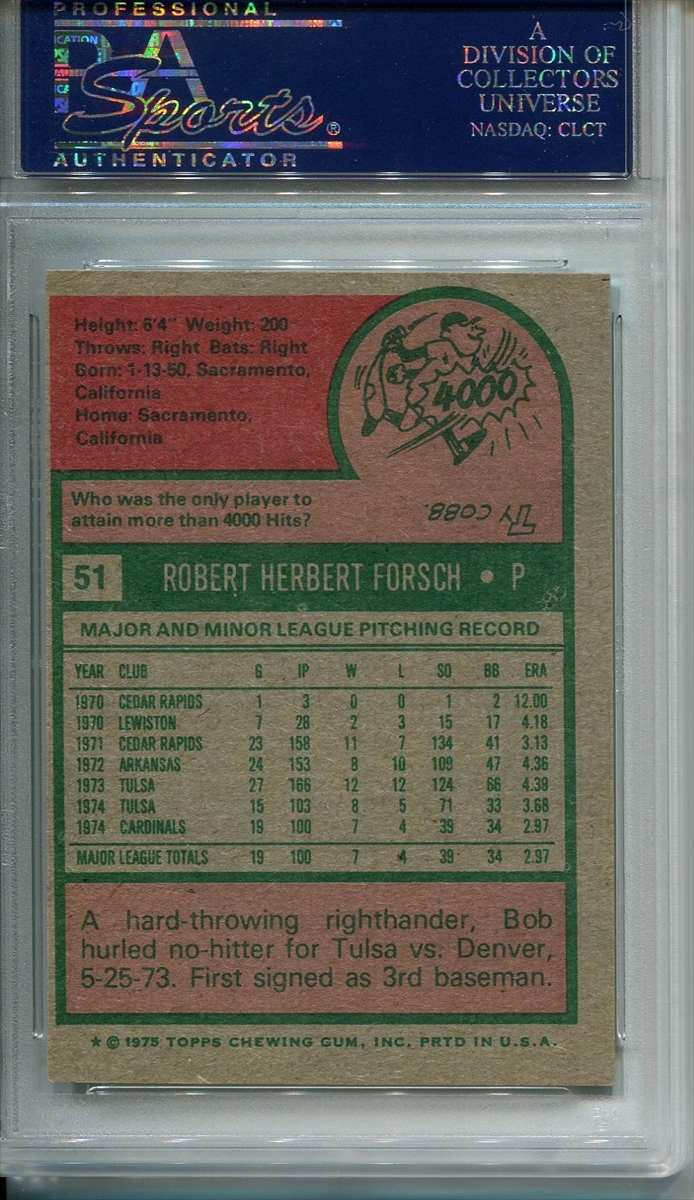 PROFESSIONAL
PSA
Sports®
AUTHENTICATOR
A
DIVISION OF
COLLECTORS
UNIVERSE
NASDAQ: CLCT
Height: 6'4" Weight: 200
Throws: Right Bats: Right
Born: 1-13-50, Sacramento,
California
Home: Sacramento,
California
4000
Who was the only player to
attain more than 4000 Hits?
Ty COBB.
51 ROBERT HERBERT FORSCH • P
MAJOR AND MINOR LEAGUE PITCHING RECORD
YEAR CLUB G IP W L SO BB ERA
1970 CEDAR RAPIDS 1 3 0 0 1 2 12.00
1970 LEWISTON 7 28 2 3 15 17 4.18
1971 CEDAR RAPIDS 23 158 11 7 134 41 3.13
1972 ARKANSAS 24 153 8 10 109 47 4.36
1973 TULSA 27 166 12 12 124 66 4.39
1974 TULSA 15 103 8 5 71 33 3.68
1974 CARDINALS 19 100 7 4 39 34 2.97
MAJOR LEAGUE TOTALS 19 100 7 4 39 34 2.97
A hard-throwing righthander, Bob
hurled no-hitter for Tulsa vs. Denver,
5-25-73. First signed as 3rd baseman.
* © 1975 TOPPS CHEWING GUM, INC. PRTD IN U.S.A.